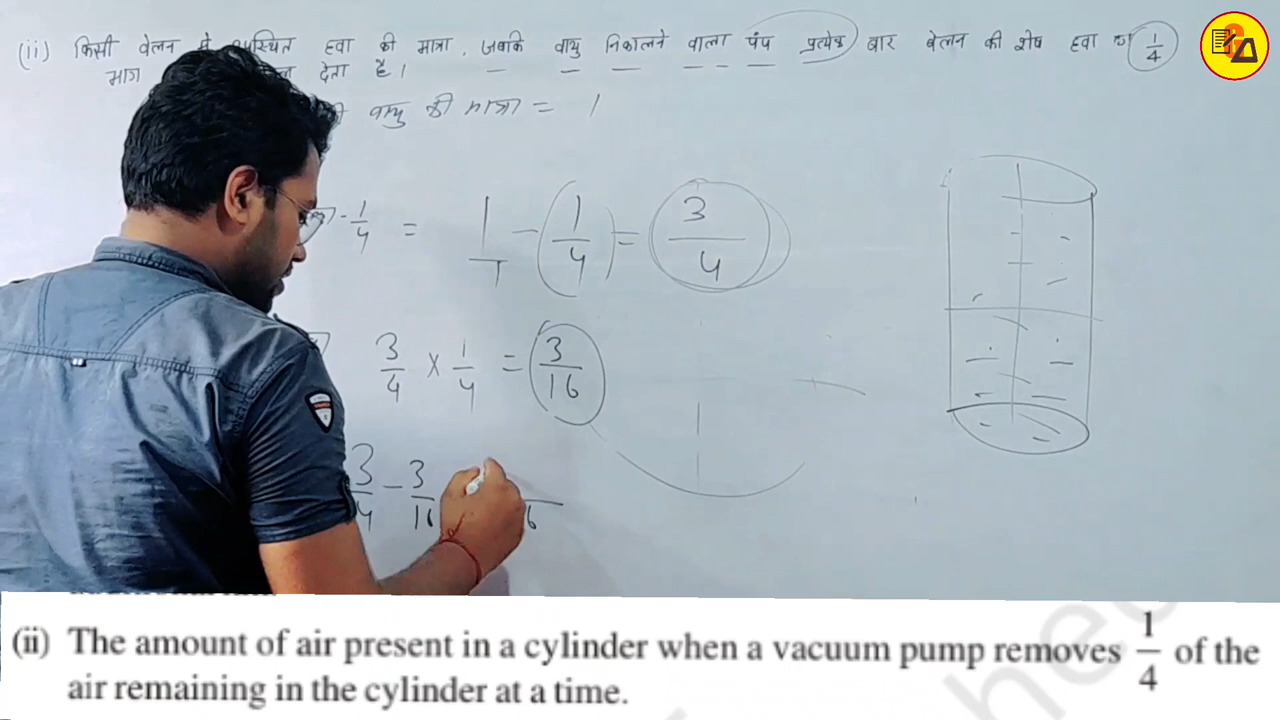 (ii) किसी वेलन हवा की मात्रा, जबकि वायु निकालने वाला पंप प्रत्येक बार वेलन की शेष हवा का 1/4
भाग देता है।
वायु की मात्रा = 1
- 1/4 = 1/1 - (1/4) = 3/4
3/4 × 1/4 = 3/16
3/4 - 3/16
(ii) The amount of air present in a cylinder when a vacuum pump removes 1/4 of the
air remaining in the cylinder at a time.